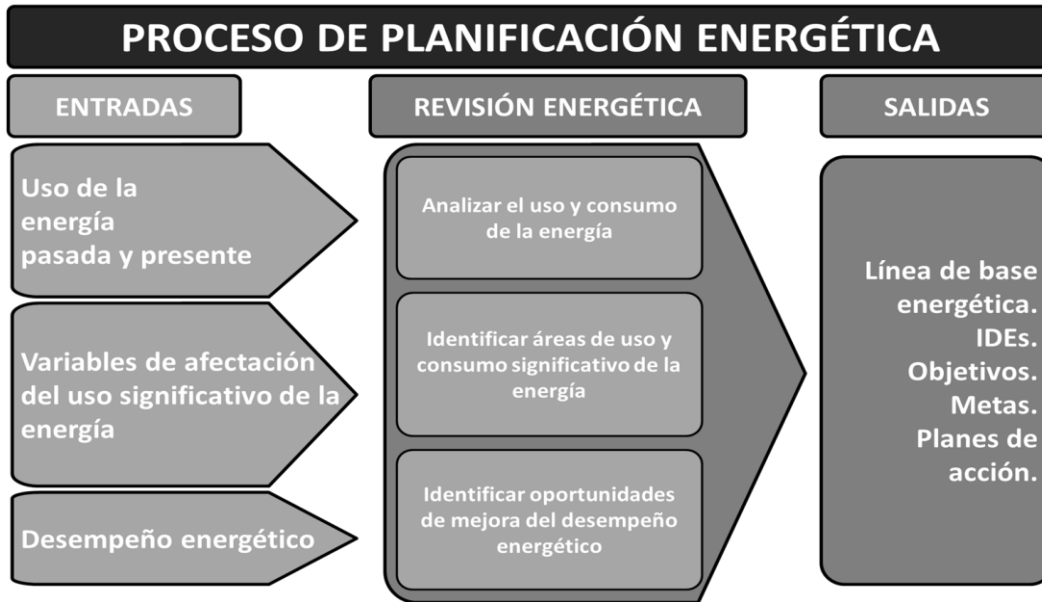 PROCESO DE PLANIFICACIÓN ENERGÉTICA
ENTRADAS
Uso de la
energía
pasada y presente
Variables de afectación
del uso significativo de la
energía
Desempeño energético
REVISIÓN ENERGÉTICA
Analizar el uso y consumo
de la energía
Identificar áreas de uso y
consumo significativo de la
energía
Identificar oportunidades
de mejora del desempeño
energético
SALIDAS
Línea de base
energética.
IDEs.
Objetivos.
Metas.
Planes de
acción.